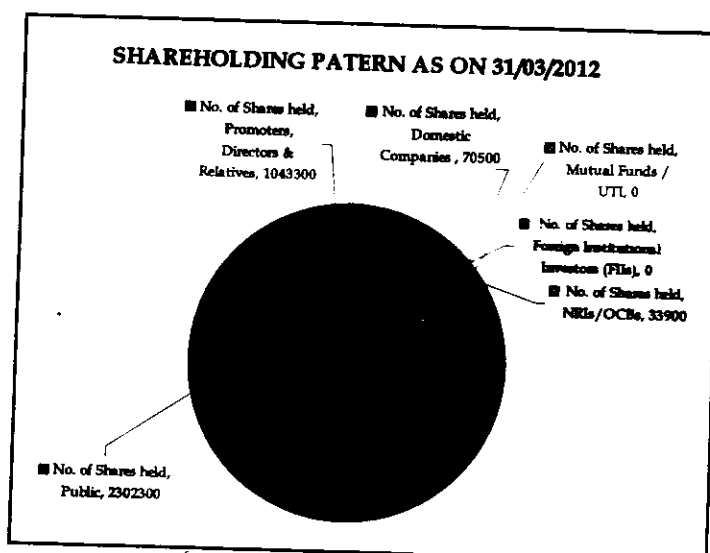 SHAREHOLDING PATERN AS ON 31/03/2012
No. of Shares held,
Promoters,
Directors &
Relatives, 1043300
No. of Shares held,
Domestic
Companies , 70500
No. of Shares held,
Mutual Funds /
UTI, 0
No. of Shares held,
Foreign Institutional
Investors (FIIs), 0
No. of Shares held,
NRIs/OCBs, 33900
No. of Shares held,
Public, 2302300